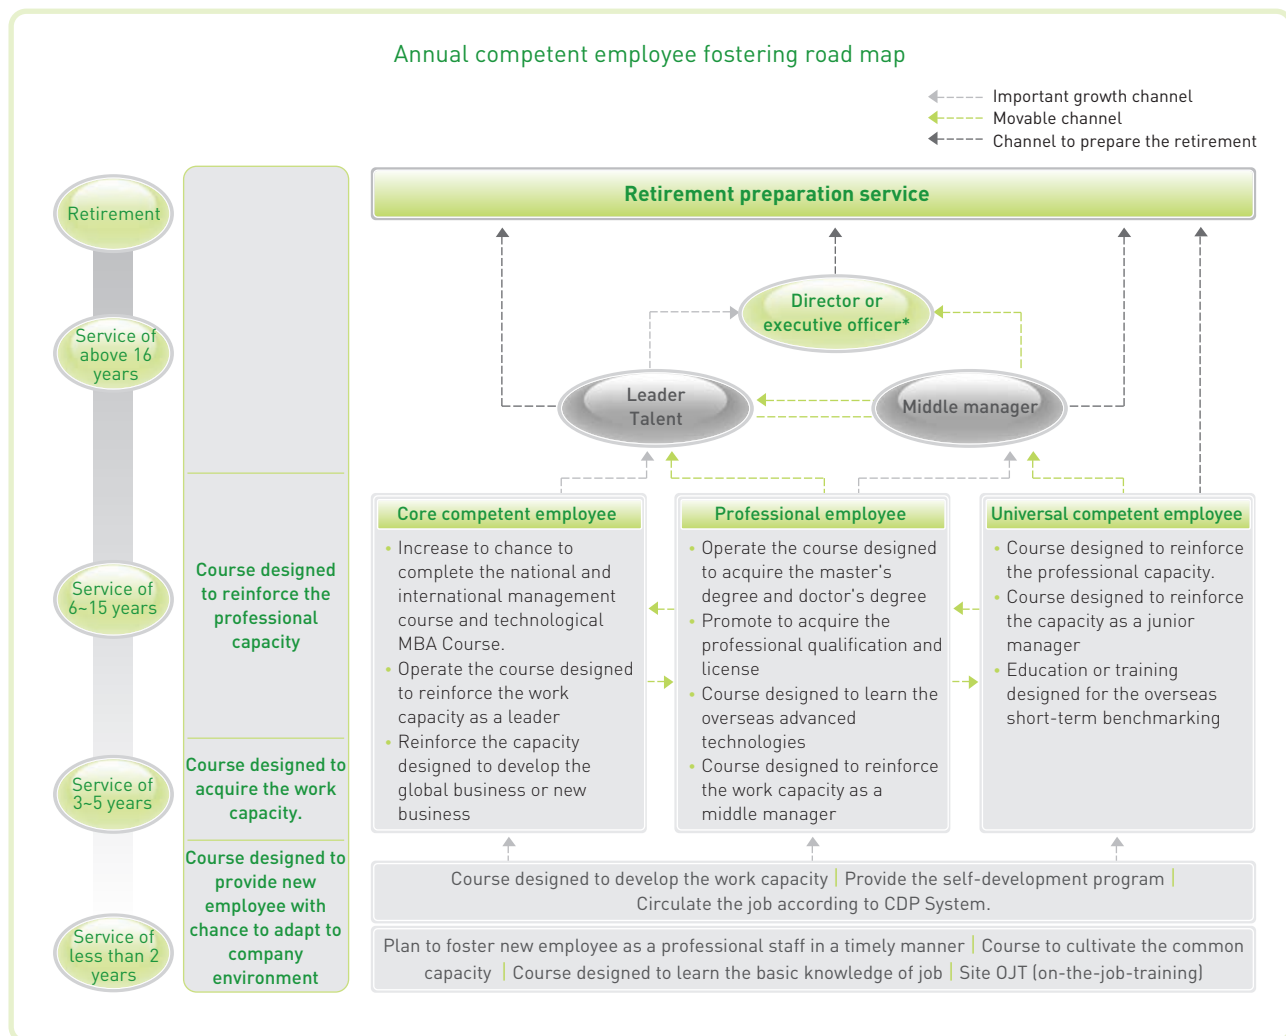 Annual competent employee fostering road map
Important growth channel
Movable channel
Channel to prepare the retirement
Retirement
Service of
above 16
years
Service of
6~15 years
Service of
3~5 years
Service of
less than 2
years
Course designed
to reinforce the
professional
capacity
Course designed to
acquire the work
capacity.
Course designed to
provide new
employee with
chance to adapt to
company
environment
Retirement preparation service
Director or
executive officer*
Leader
Talent
Middle manager
Core competent employee
• Increase to chance to
complete the national and
international management
course and technological
MBA Course.
• Operate the course designed
to reinforce the work
capacity as a leader
• Reinforce the capacity
designed to develop the
global business or new
business
Professional employee
• Operate the course designed
to acquire the master's
degree and doctor's degree
• Promote to acquire the
professional qualification and
license
• Course designed to learn the
overseas advanced
technologies
• Course designed to reinforce
the work capacity as a
middle manager
Universal competent employee
• Course designed to reinforce
the professional capacity.
• Course designed to reinforce
the capacity as a junior
manager
• Education or training
designed for the overseas
short-term benchmarking
Course designed to develop the work capacity | Provide the self-development program |
Circulate the job according to CDP System.
Plan to foster new employee as a professional staff in a timely manner | Course to cultivate the common
capacity | Course designed to learn the basic knowledge of job | Site OJT (on-the-job-training)